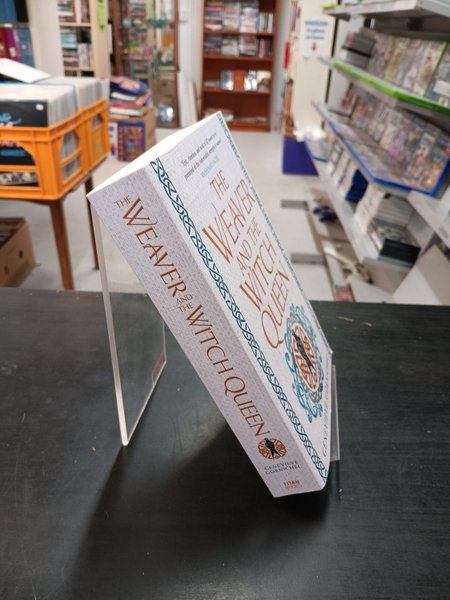 THE
WEAVER
AND THE
WITCH
QUEEN
THE WEAVER AND THE WITCH QUEEN
GENEVIEVE
GORNICHEC
TITAN
BOOKS